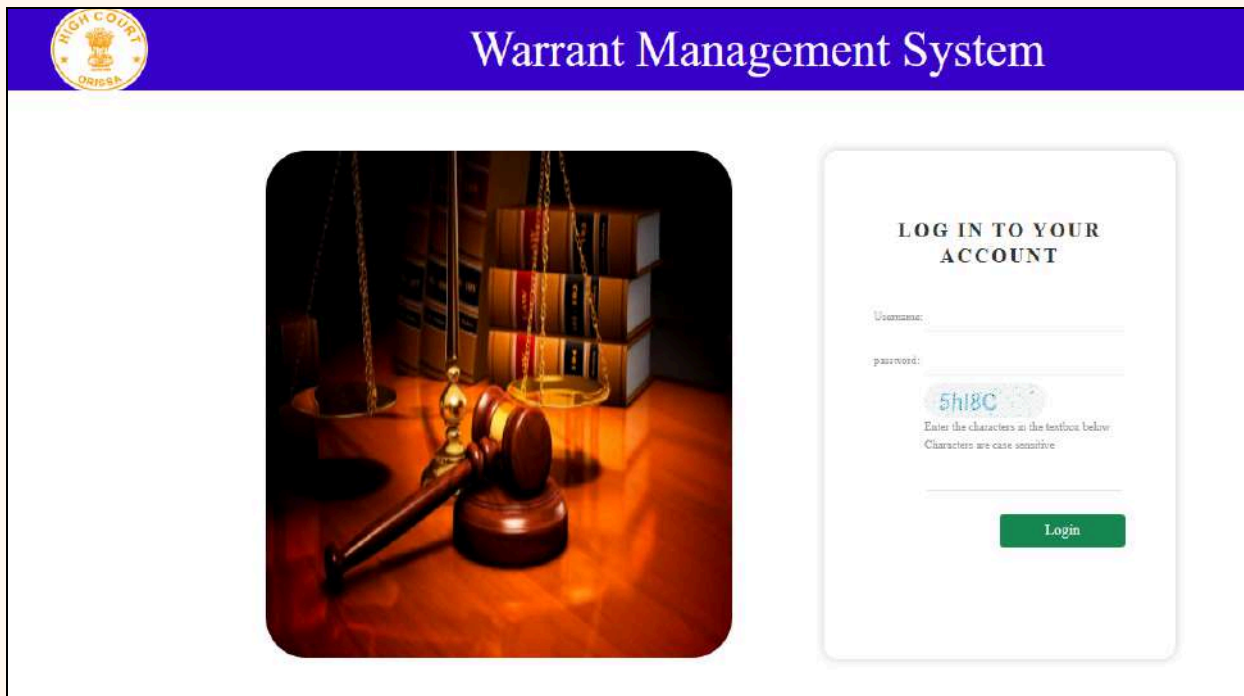 HIGH COURT
ORISSA
Warrant Management System
LOG IN TO YOUR
ACCOUNT
Username:
password:
Enter the characters in the textbox below
Characters are case sensitive
Login